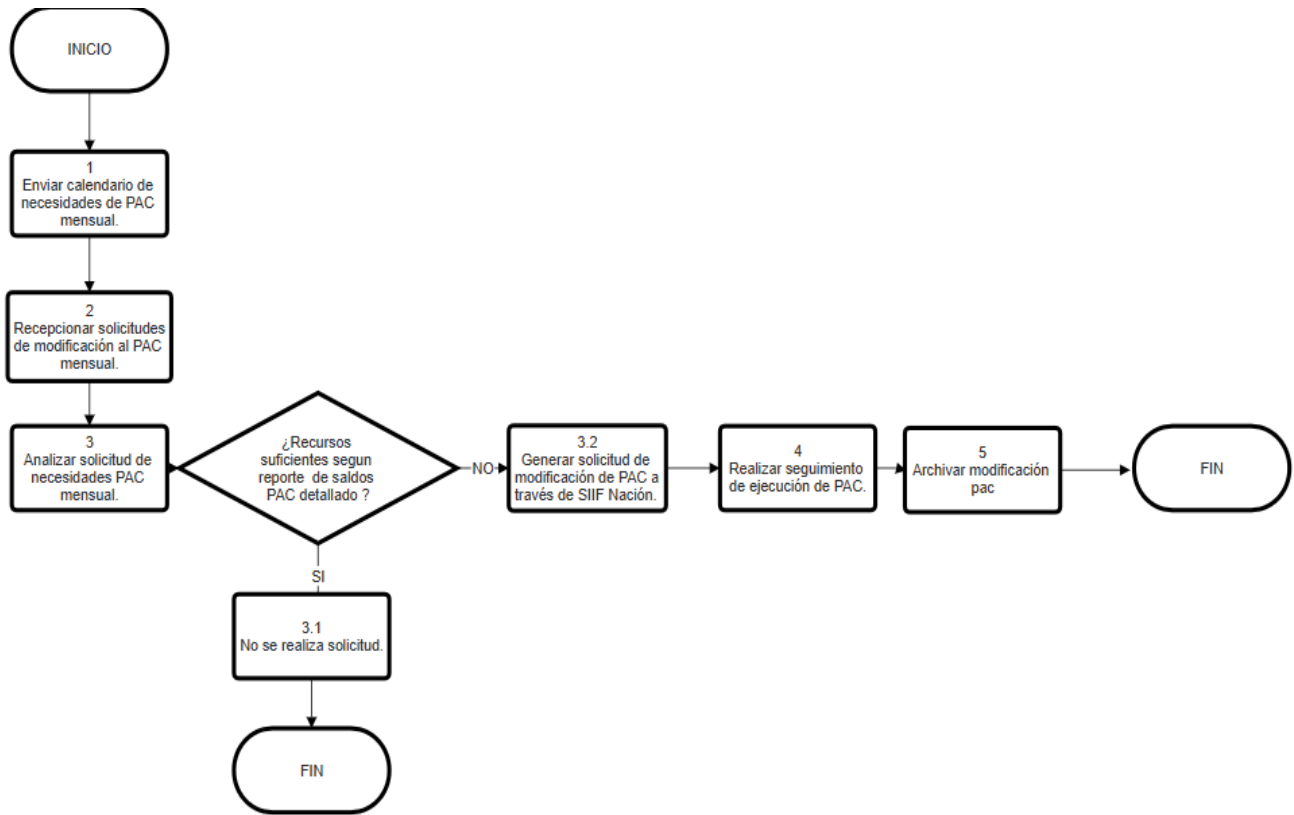 INICIO
1
Enviar calendario de
necesidades de PAC
mensual.
2
Recepcionar solicitudes
de modificación al PAC
mensual.
3
Analizar solicitud de
necesidades PAC
mensual.
¿Recursos
suficientes segun
reporte de saldos
PAC detallado ?
NO
3.2
Generar solicitud de
modificación de PAC a
través de SIIF Nación.
4
Realizar seguimiento
de ejecución de PAC.
5
Archivar modificación
pac
FIN
SI
3.1
No se realiza solicitud.
FIN